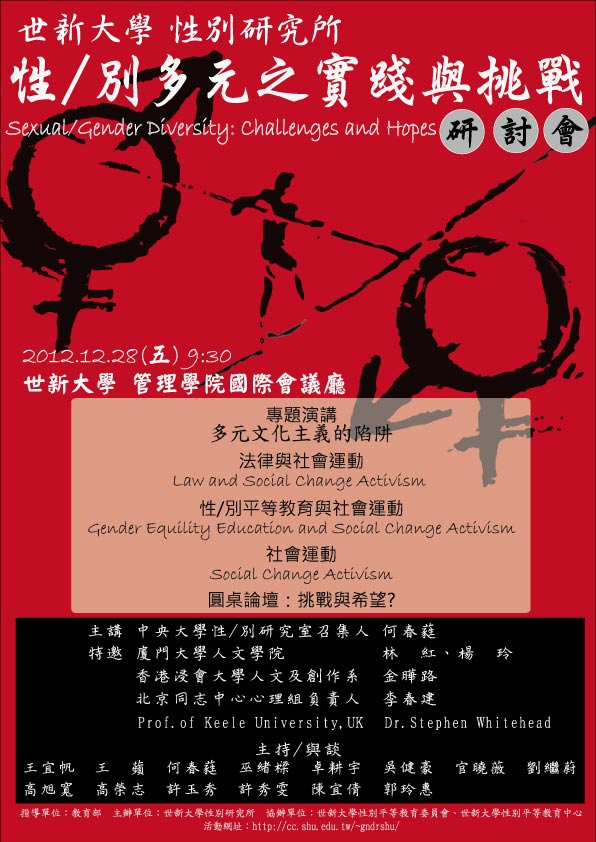 世新大學 性別研究所
性/別多元之實踐與挑戰
Sexual/Gender Diversity: Challenges and Hopes 研討會
2012.12.28(五) 9:30
世新大學 管理學院國際會議廳
專題演講
多元文化主義的陷阱
法律與社會運動
Law and Social Change Activism
性/別平等教育與社會運動
Gender Equility Education and Social Change Activism
社會運動
Social Change Activism
圓桌論壇：挑戰與希望?
主講 中央大學性/別研究室召集人 何春蕤
特邀 廈門大學人文學院 林 紅、楊 玲
香港浸會大學人文及創作系 金曄路
北京同志中心心理組負責人 李春建
Prof.of Keele University,UK Dr.Stephen Whitehead
主持/與談
王宜帆 王 蘋 何春蕤 巫緒樑 卓耕宇 吳健豪 官曉薇 劉繼蔚
高旭寬 高榮志 許玉秀 許秀雯 陳宜倩 郭玲惠
指導單位：教育部 主辦單位：世新大學性別研究所 協辦單位：世新大學性別平等教育委員會、世新大學性別平等教育中心
活動網址：http://cc.shu.edu.tw/~gndrshu/